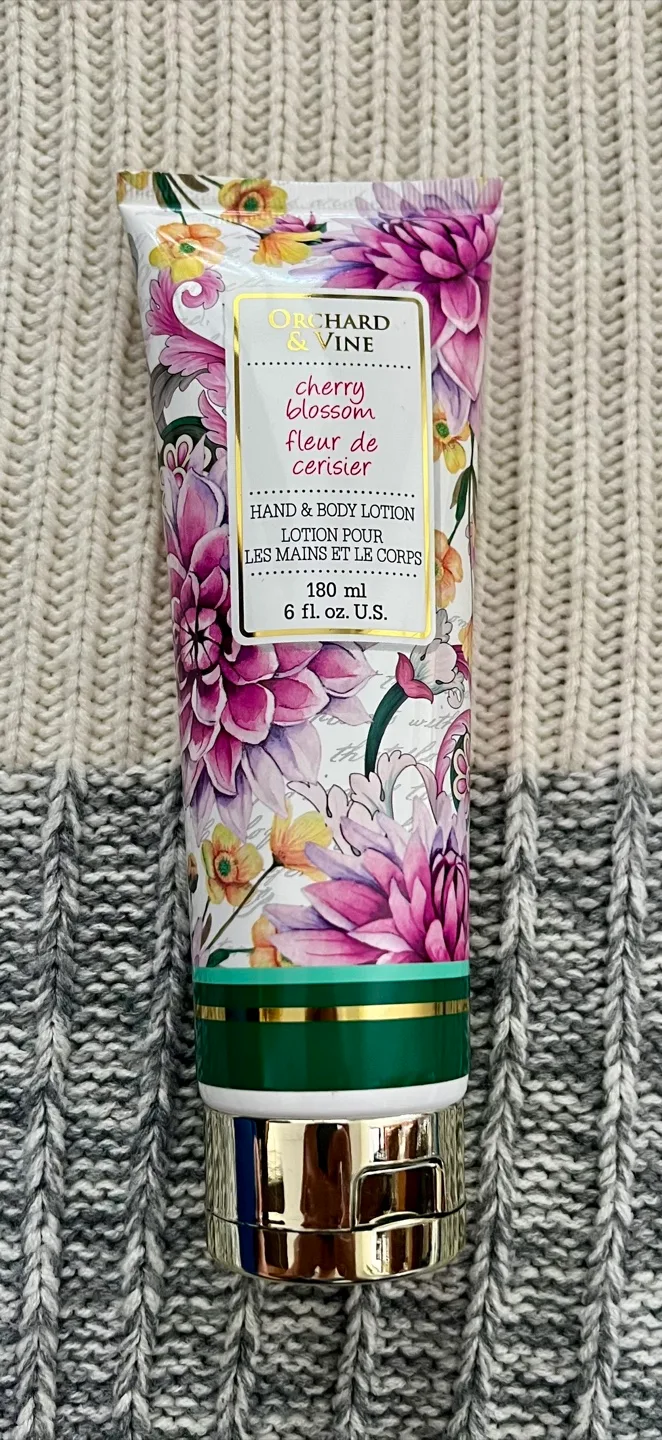 ORCHARD
& VINE
cherry
blossom
fleur de
cerisier
HAND & BODY LOTION
LOTION POUR
LES MAINS ET LE CORPS
180 ml
6 fl. oz. U.S.